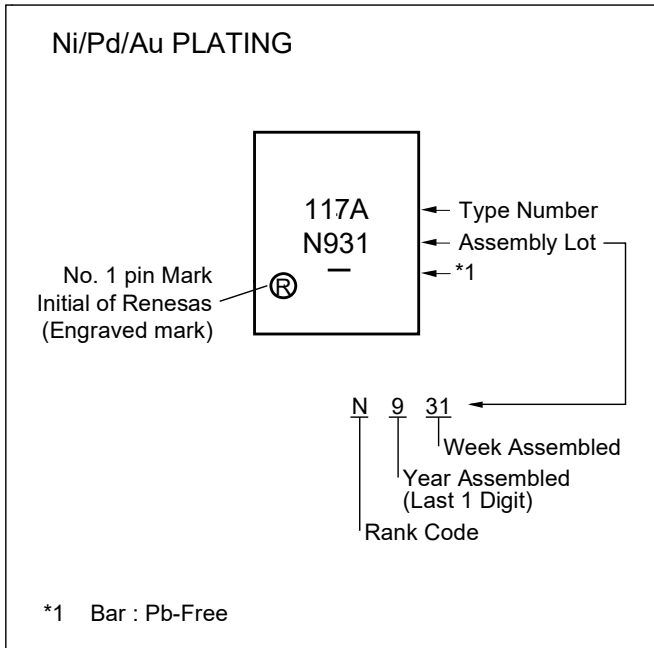 Ni/Pd/Au PLATING
117A
N931
Type Number
Assembly Lot
*1
No. 1 pin Mark
Initial of Renesas
(Engraved mark)
R
N 9 31
Week Assembled
Year Assembled
(Last 1 Digit)
Rank Code
*1 Bar : Pb-Free